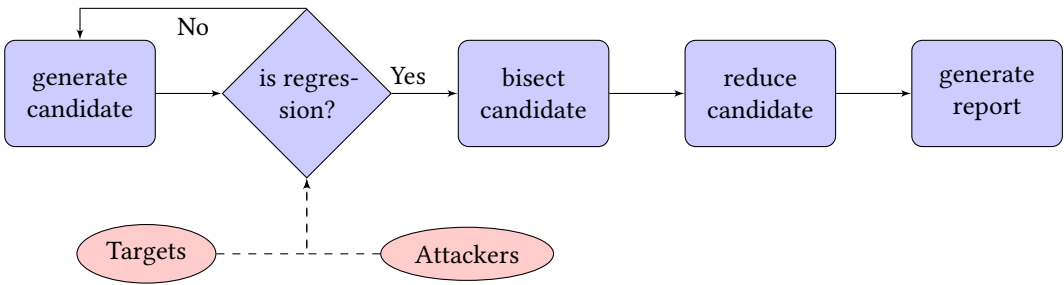 No
generate
candidate
is regres-
sion?
Yes
bisect
candidate
reduce
candidate
generate
report
Targets
Attackers